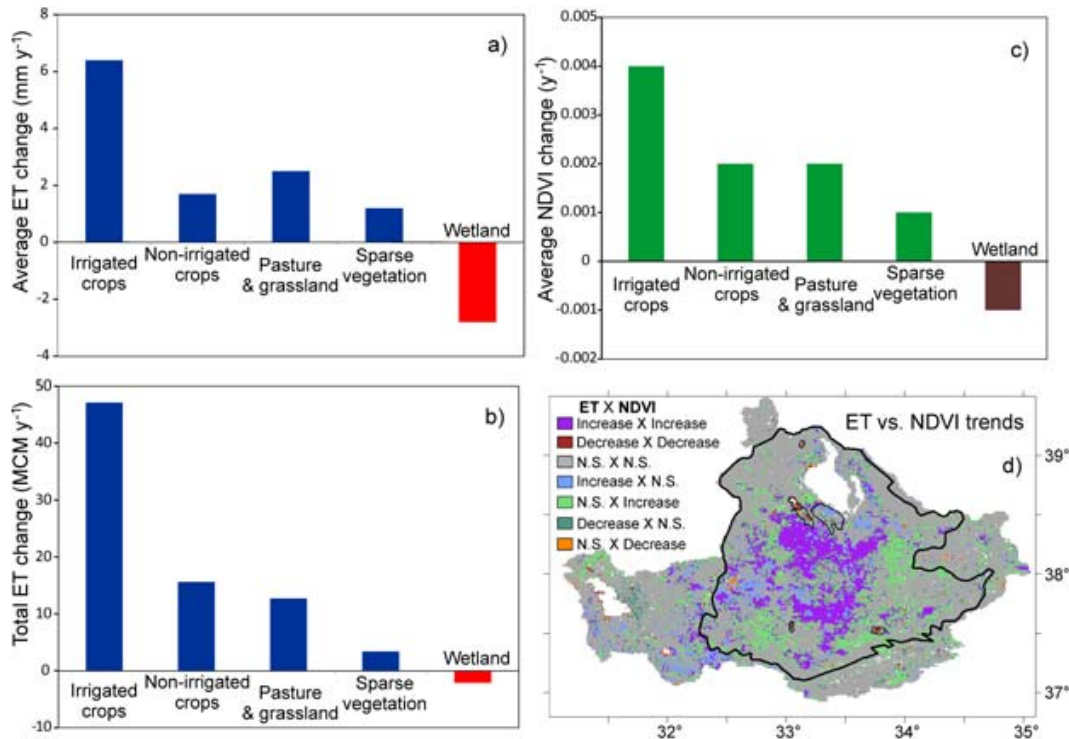 a)
Average ET change (mm y⁻¹)
8
6
4
2
0
-2
-4
Irrigated
crops
Non-irrigated
crops
Pasture
& grassland
Sparse
vegetation
Wetland
c)
Average NDVI change (y⁻¹)
0.005
0.004
0.003
0.002
0.001
0
-0.001
-0.002
Irrigated
crops
Non-irrigated
crops
Pasture
& grassland
Sparse
vegetation
Wetland
b)
Total ET change (MCM y⁻¹)
50
40
30
20
10
0
-10
Irrigated
crops
Non-irrigated
crops
Pasture
& grassland
Sparse
vegetation
Wetland
ET X NDVI
Increase X Increase
Decrease X Decrease
N.S. X N.S.
Increase X N.S.
N.S. X Increase
Decrease X N.S.
N.S. X Decrease
ET vs. NDVI trends
d)
39°
38°
37°
32°
33°
34°
35°